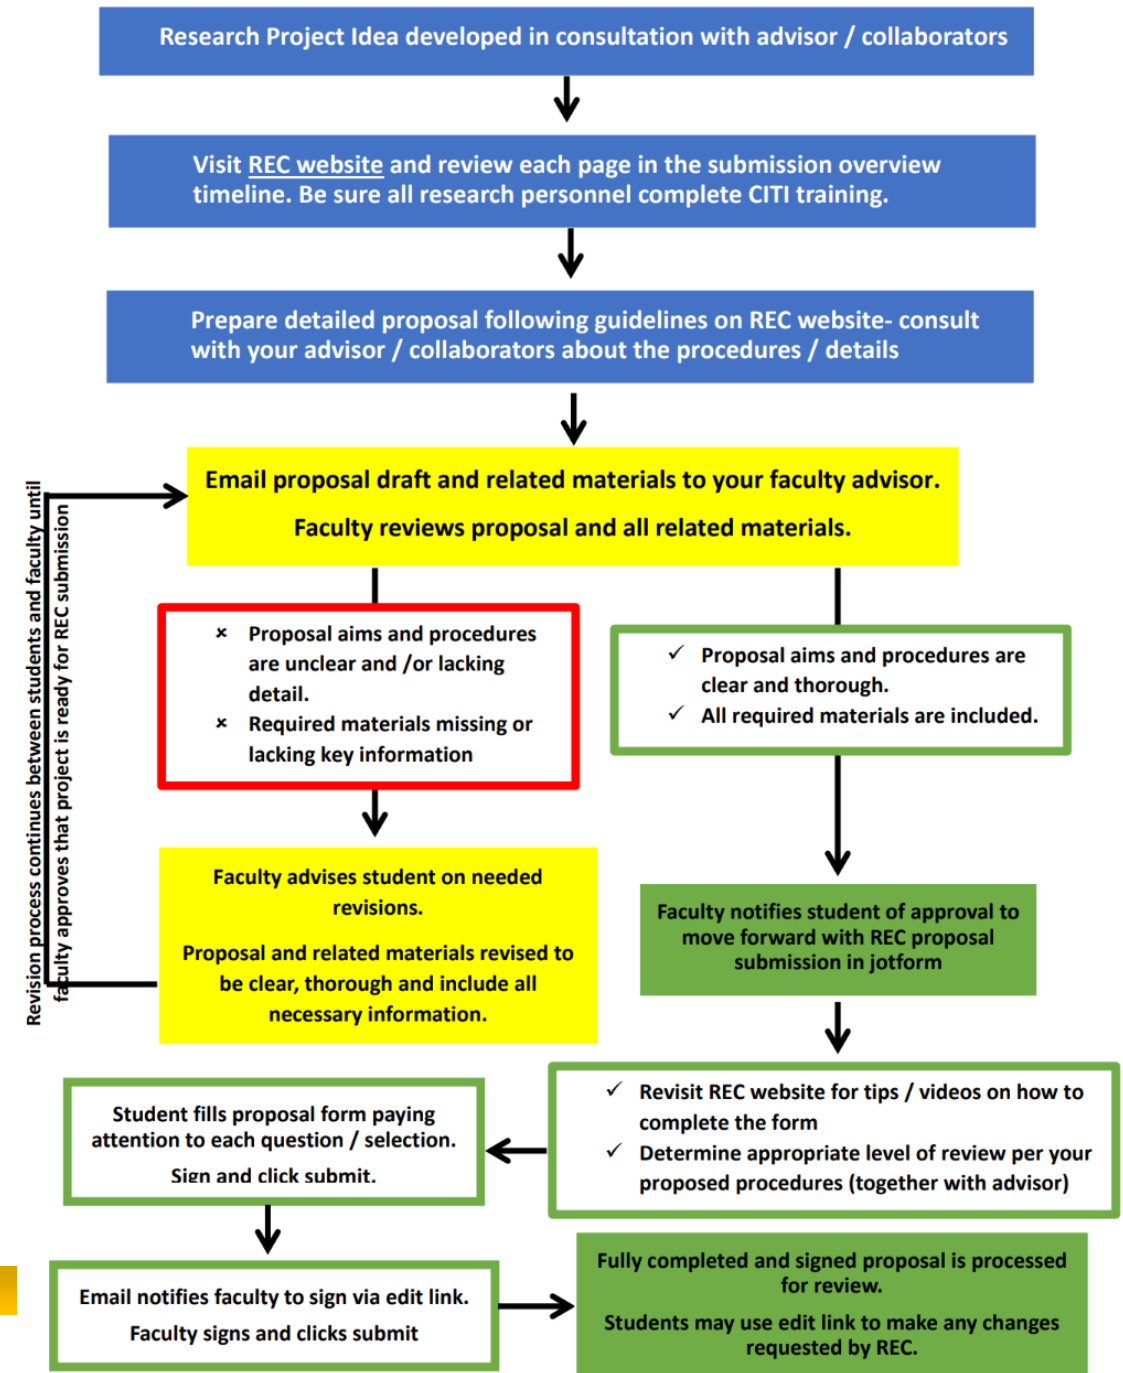 Research Project Idea developed in consultation with advisor / collaborators
Visit REC website and review each page in the submission overview
timeline. Be sure all research personnel complete CITI training.
Prepare detailed proposal following guidelines on REC website- consult
with your advisor / collaborators about the procedures / details
Email proposal draft and related materials to your faculty advisor.
Faculty reviews proposal and all related materials.
Revision process continues between students and faculty until
faculty approves that project is ready for REC submission
× Proposal aims and procedures
are unclear and /or lacking
detail.
× Required materials missing or
lacking key information
✓ Proposal aims and procedures are
clear and thorough.
✓ All required materials are included.
Faculty advises student on needed
revisions.
Proposal and related materials revised to
be clear, thorough and include all
necessary information.
Faculty notifies student of approval to
move forward with REC proposal
submission in jotform
✓ Revisit REC website for tips / videos on how to
complete the form
✓ Determine appropriate level of review per your
proposed procedures (together with advisor)
Student fills proposal form paying
attention to each question / selection.
Sign and click submit.
Email notifies faculty to sign via edit link.
Faculty signs and clicks submit
Fully completed and signed proposal is processed
for review.
Students may use edit link to make any changes
requested by REC.